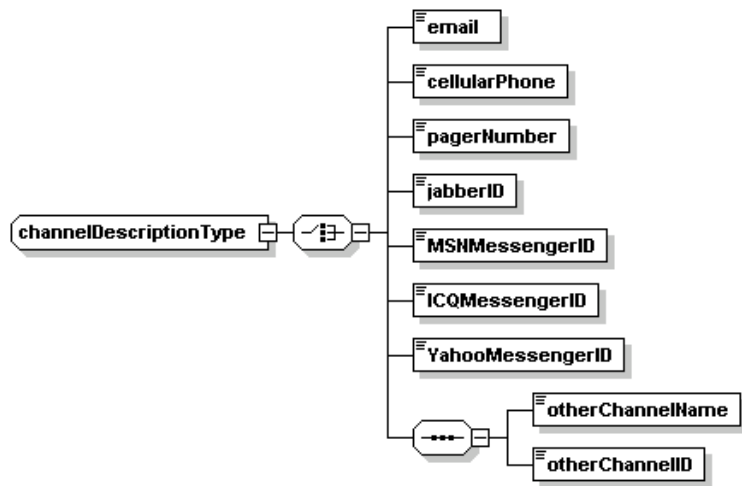 email
cellularPhone
pagerNumber
jabberID
channelDescriptionType
MSNMessengerID
ICQMessengerID
YahooMessengerID
otherChannelName
otherChannelID